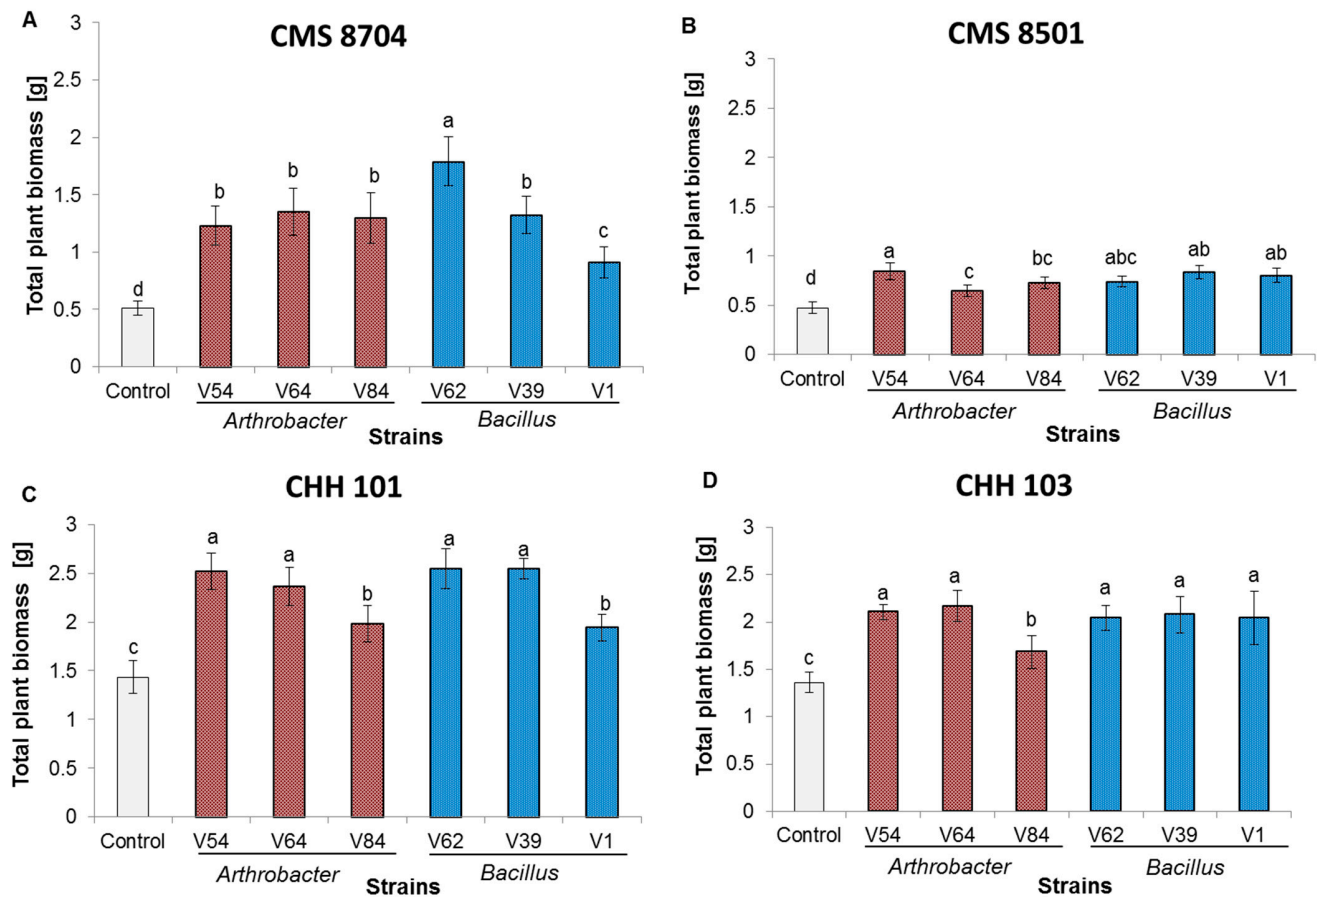 A
CMS 8704
Total plant biomass [g]
3
2.5
2
1.5
1
0.5
0
d
b
b
b
a
b
c
Control V54 V64 V84 V62 V39 V1
Arthrobacter Bacillus
Strains
B
CMS 8501
Total plant biomass [g]
3
2.5
2
1.5
1
0.5
0
d
a
c
bc
abc
ab
ab
Control V54 V64 V84 V62 V39 V1
Arthrobacter Bacillus
Strains
C
CHH 101
Total plant biomass [g]
3
2.5
2
1.5
1
0.5
0
c
a
a
b
a
a
b
Control V54 V64 V84 V62 V39 V1
Arthrobacter Bacillus
Strains
D
CHH 103
Total plant biomass [g]
3
2.5
2
1.5
1
0.5
0
c
a
a
b
a
a
a
Control V54 V64 V84 V62 V39 V1
Arthrobacter Bacillus
Strains